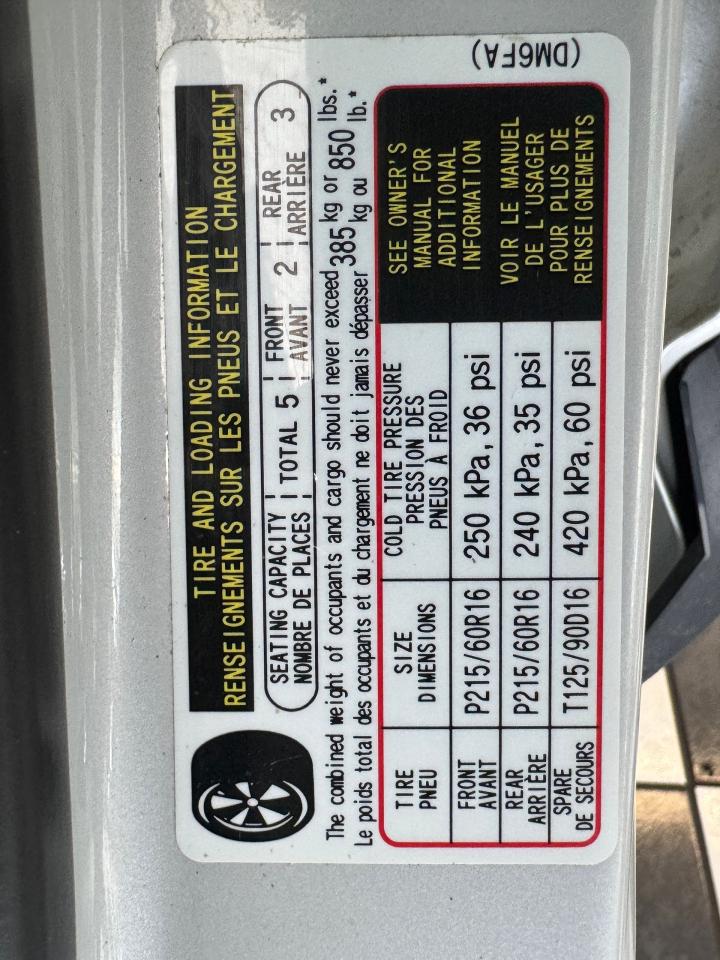 TIRE AND LOADING INFORMATION
RENSEIGNEMENTS SUR LES PNEUS ET LE CHARGEMENT
SEATING CAPACITY TOTAL 5 FRONT 2 REAR 3
NOMBRE DE PLACES AVANT ARRIÈRE
The combined weight of occupants and cargo should never exceed 385 kg or 850 lbs.*
Le poids total des occupants et du chargement ne doit jamais dépasser kg ou lb.*
TIRE SIZE COLD TIRE PRESSURE SEE OWNER'S
PNEU DIMENSIONS PRESSION DES MANUAL FOR
PNEUS À FROID ADDITIONAL
INFORMATION
FRONT P215/60R16 250 kPa, 36 psi
AVANT
REAR P215/60R16 240 kPa, 35 psi
ARRIÈRE
SPARE T125/90D16 420 kPa, 60 psi
DE SECOURS
VOIR LE MANUEL
DE L'USAGER
POUR PLUS DE
RENSEIGNEMENTS
(DM6FA)